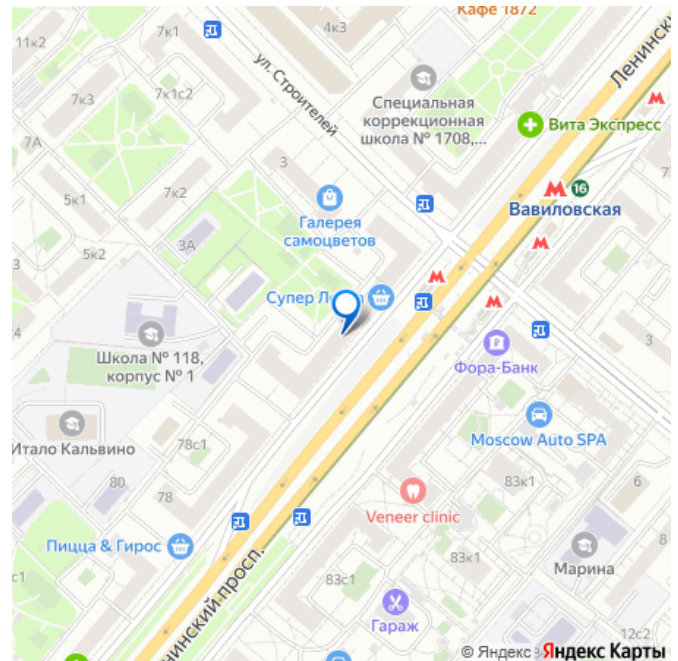 Кафе 1872
4к3
7к1
11к2
Ленинский
ул. Строителей
Специальная
коррекционная
школа № 1708,...
7к3
7к1с2
Вита Экспресс
7А
3
16
Вавиловская
5к1
7к2
Галерея
самоцветов
3А
5к2
Супер
Школа № 118,
корпус № 1
Фора-Банк
3
Итало Кальвино
78с1
Moscow Auto SPA
80
78
83к1
6
Veneer clinic
Пицца & Гирос
83к1
Марина
8
83с1
Гараж
просп.
12с2
© Яндекс
Яндекс Карты